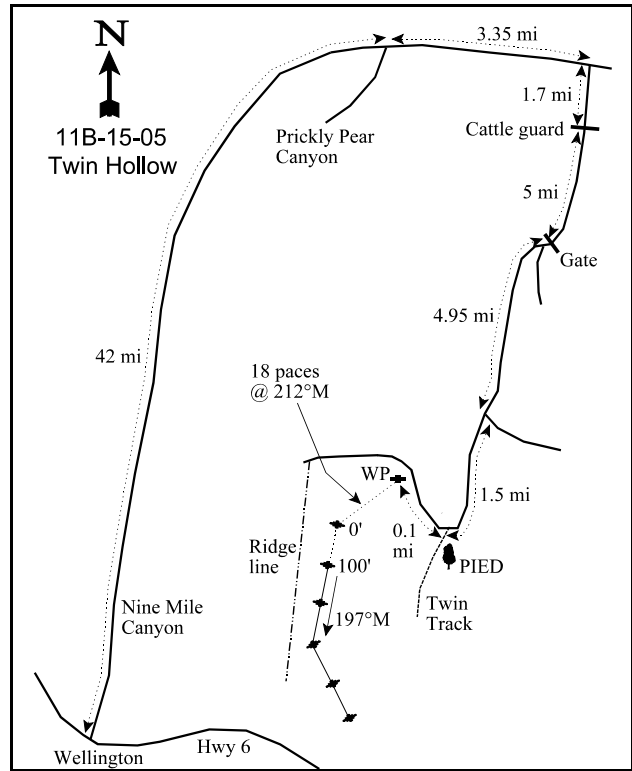 N
11B-15-05
Twin Hollow
3.35 mi
1.7 mi
Cattle guard
Prickly Pear
Canyon
5 mi
Gate
4.95 mi
42 mi
18 paces
@ 212°M
WP
1.5 mi
0'
0.1
mi
Ridge
line
100'
PIED
197°M
Twin
Track
Nine Mile
Canyon
Hwy 6
Wellington